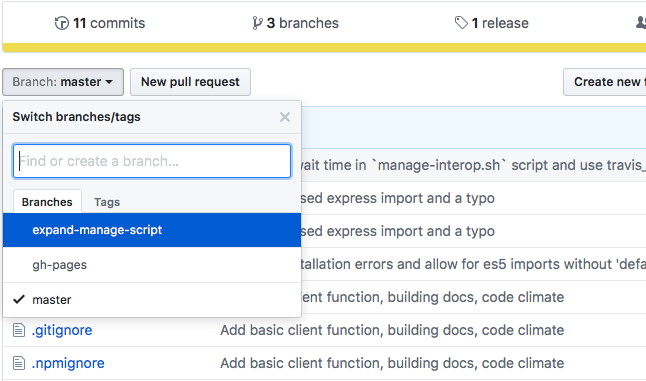 11 commits 3 branches 1 release
Branch: master New pull request Create new
Switch branches/tags
Find or create a branch...
wait time in `manage-interop.sh` script and use travis_
Branches Tags
sed express import and a typo
expand-manage-script
sed express import and a typo
gh-pages
tallation errors and allow for es5 imports without 'defa
master
ent function, building docs, code climate
.gitignore Add basic client function, building docs, code climate
.npmignore Add basic client function, building docs, code climate